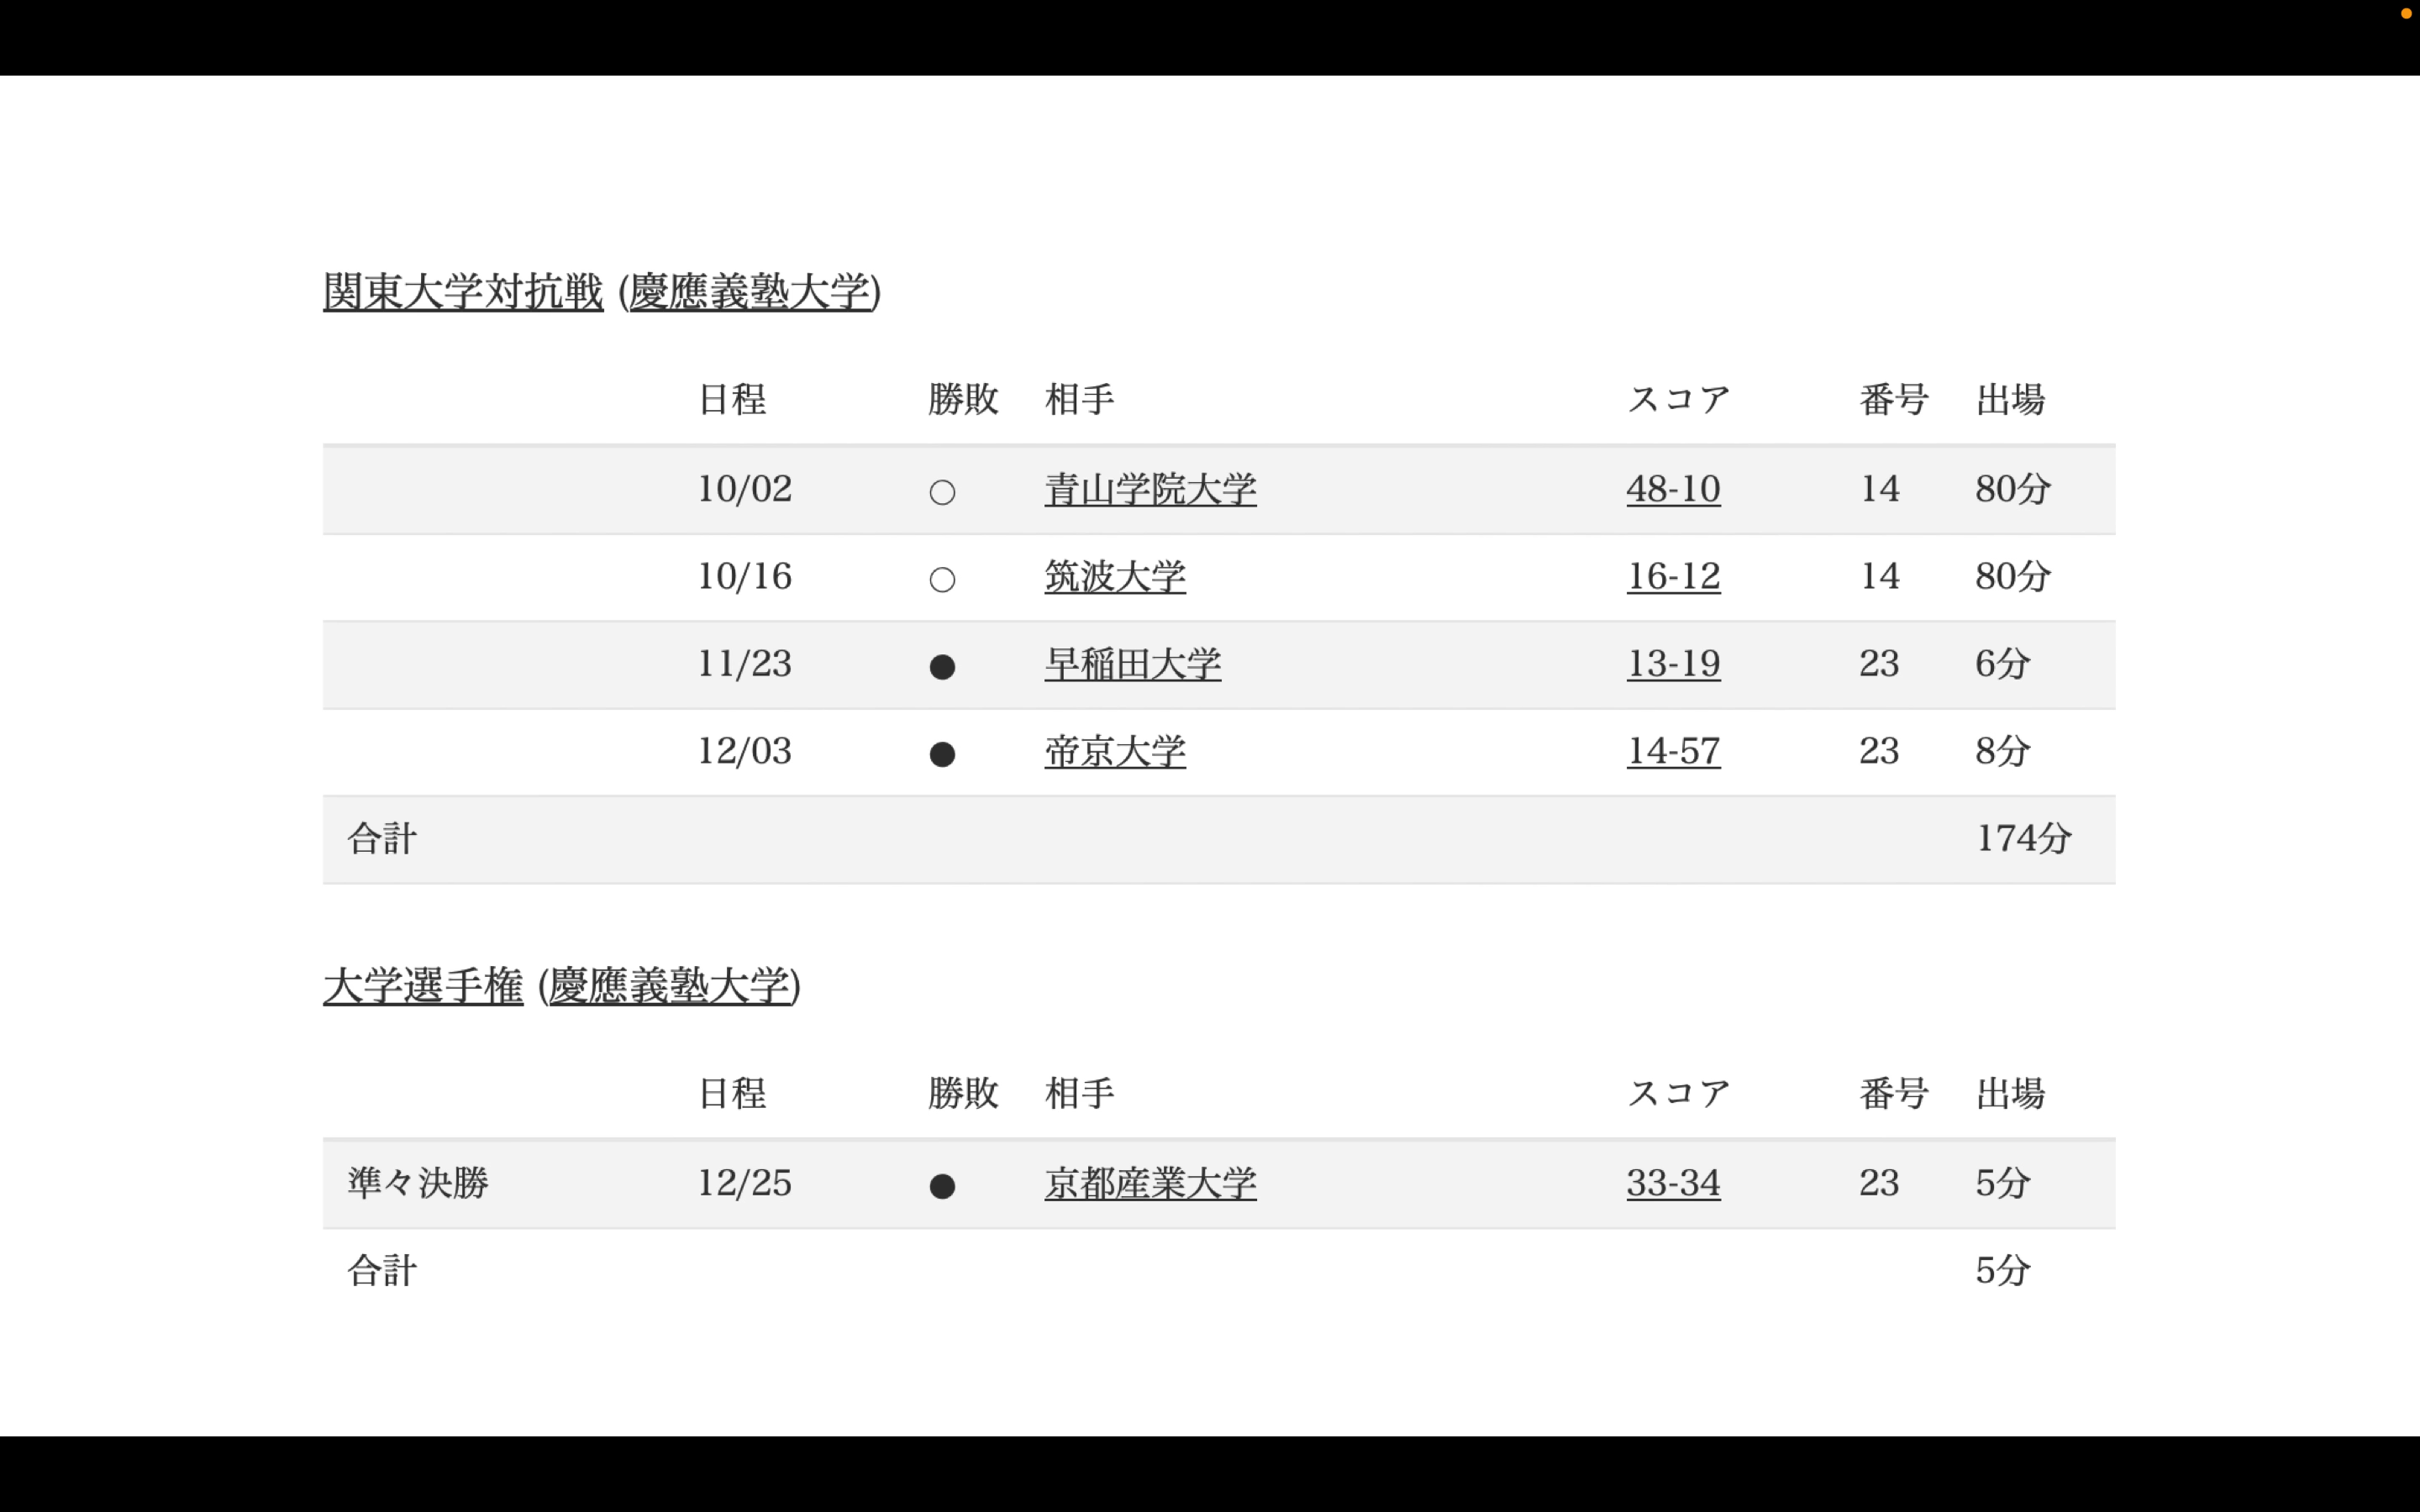 関東大学対抗戦 (慶應義塾大学)
日程 勝敗 相手 スコア 番号 出場
10/02 ○ 青山学院大学 48-10 14 80分
10/16 ○ 筑波大学 16-12 14 80分
11/23 ● 早稲田大学 13-19 23 6分
12/03 ● 帝京大学 14-57 23 8分
合計 174分
大学選手権 (慶應義塾大学)
日程 勝敗 相手 スコア 番号 出場
準々決勝 12/25 ● 京都産業大学 33-34 23 5分
合計 5分